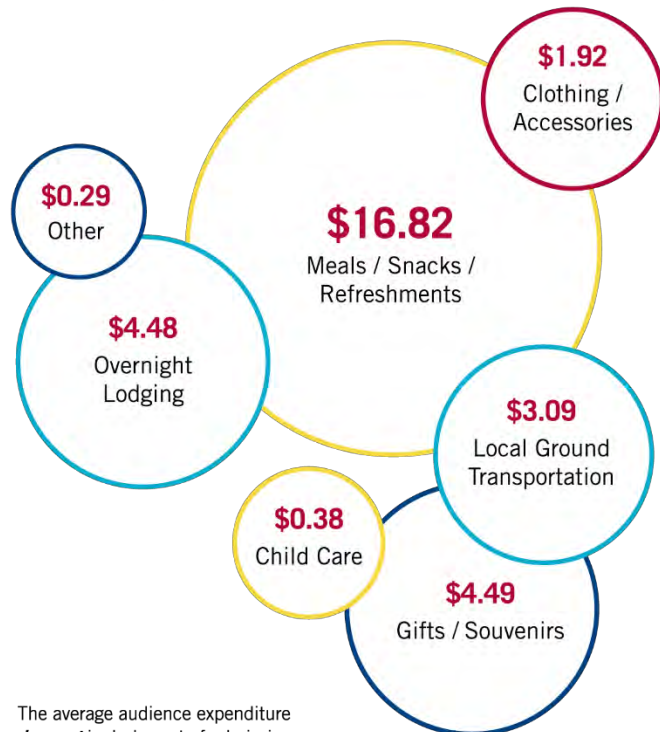 $1.92
Clothing /
Accessories
$0.29
Other
$16.82
Meals / Snacks /
Refreshments
$4.48
Overnight
Lodging
$3.09
Local Ground
Transportation
$0.38
Child Care
$4.49
Gifts / Souvenirs
The average audience expenditure